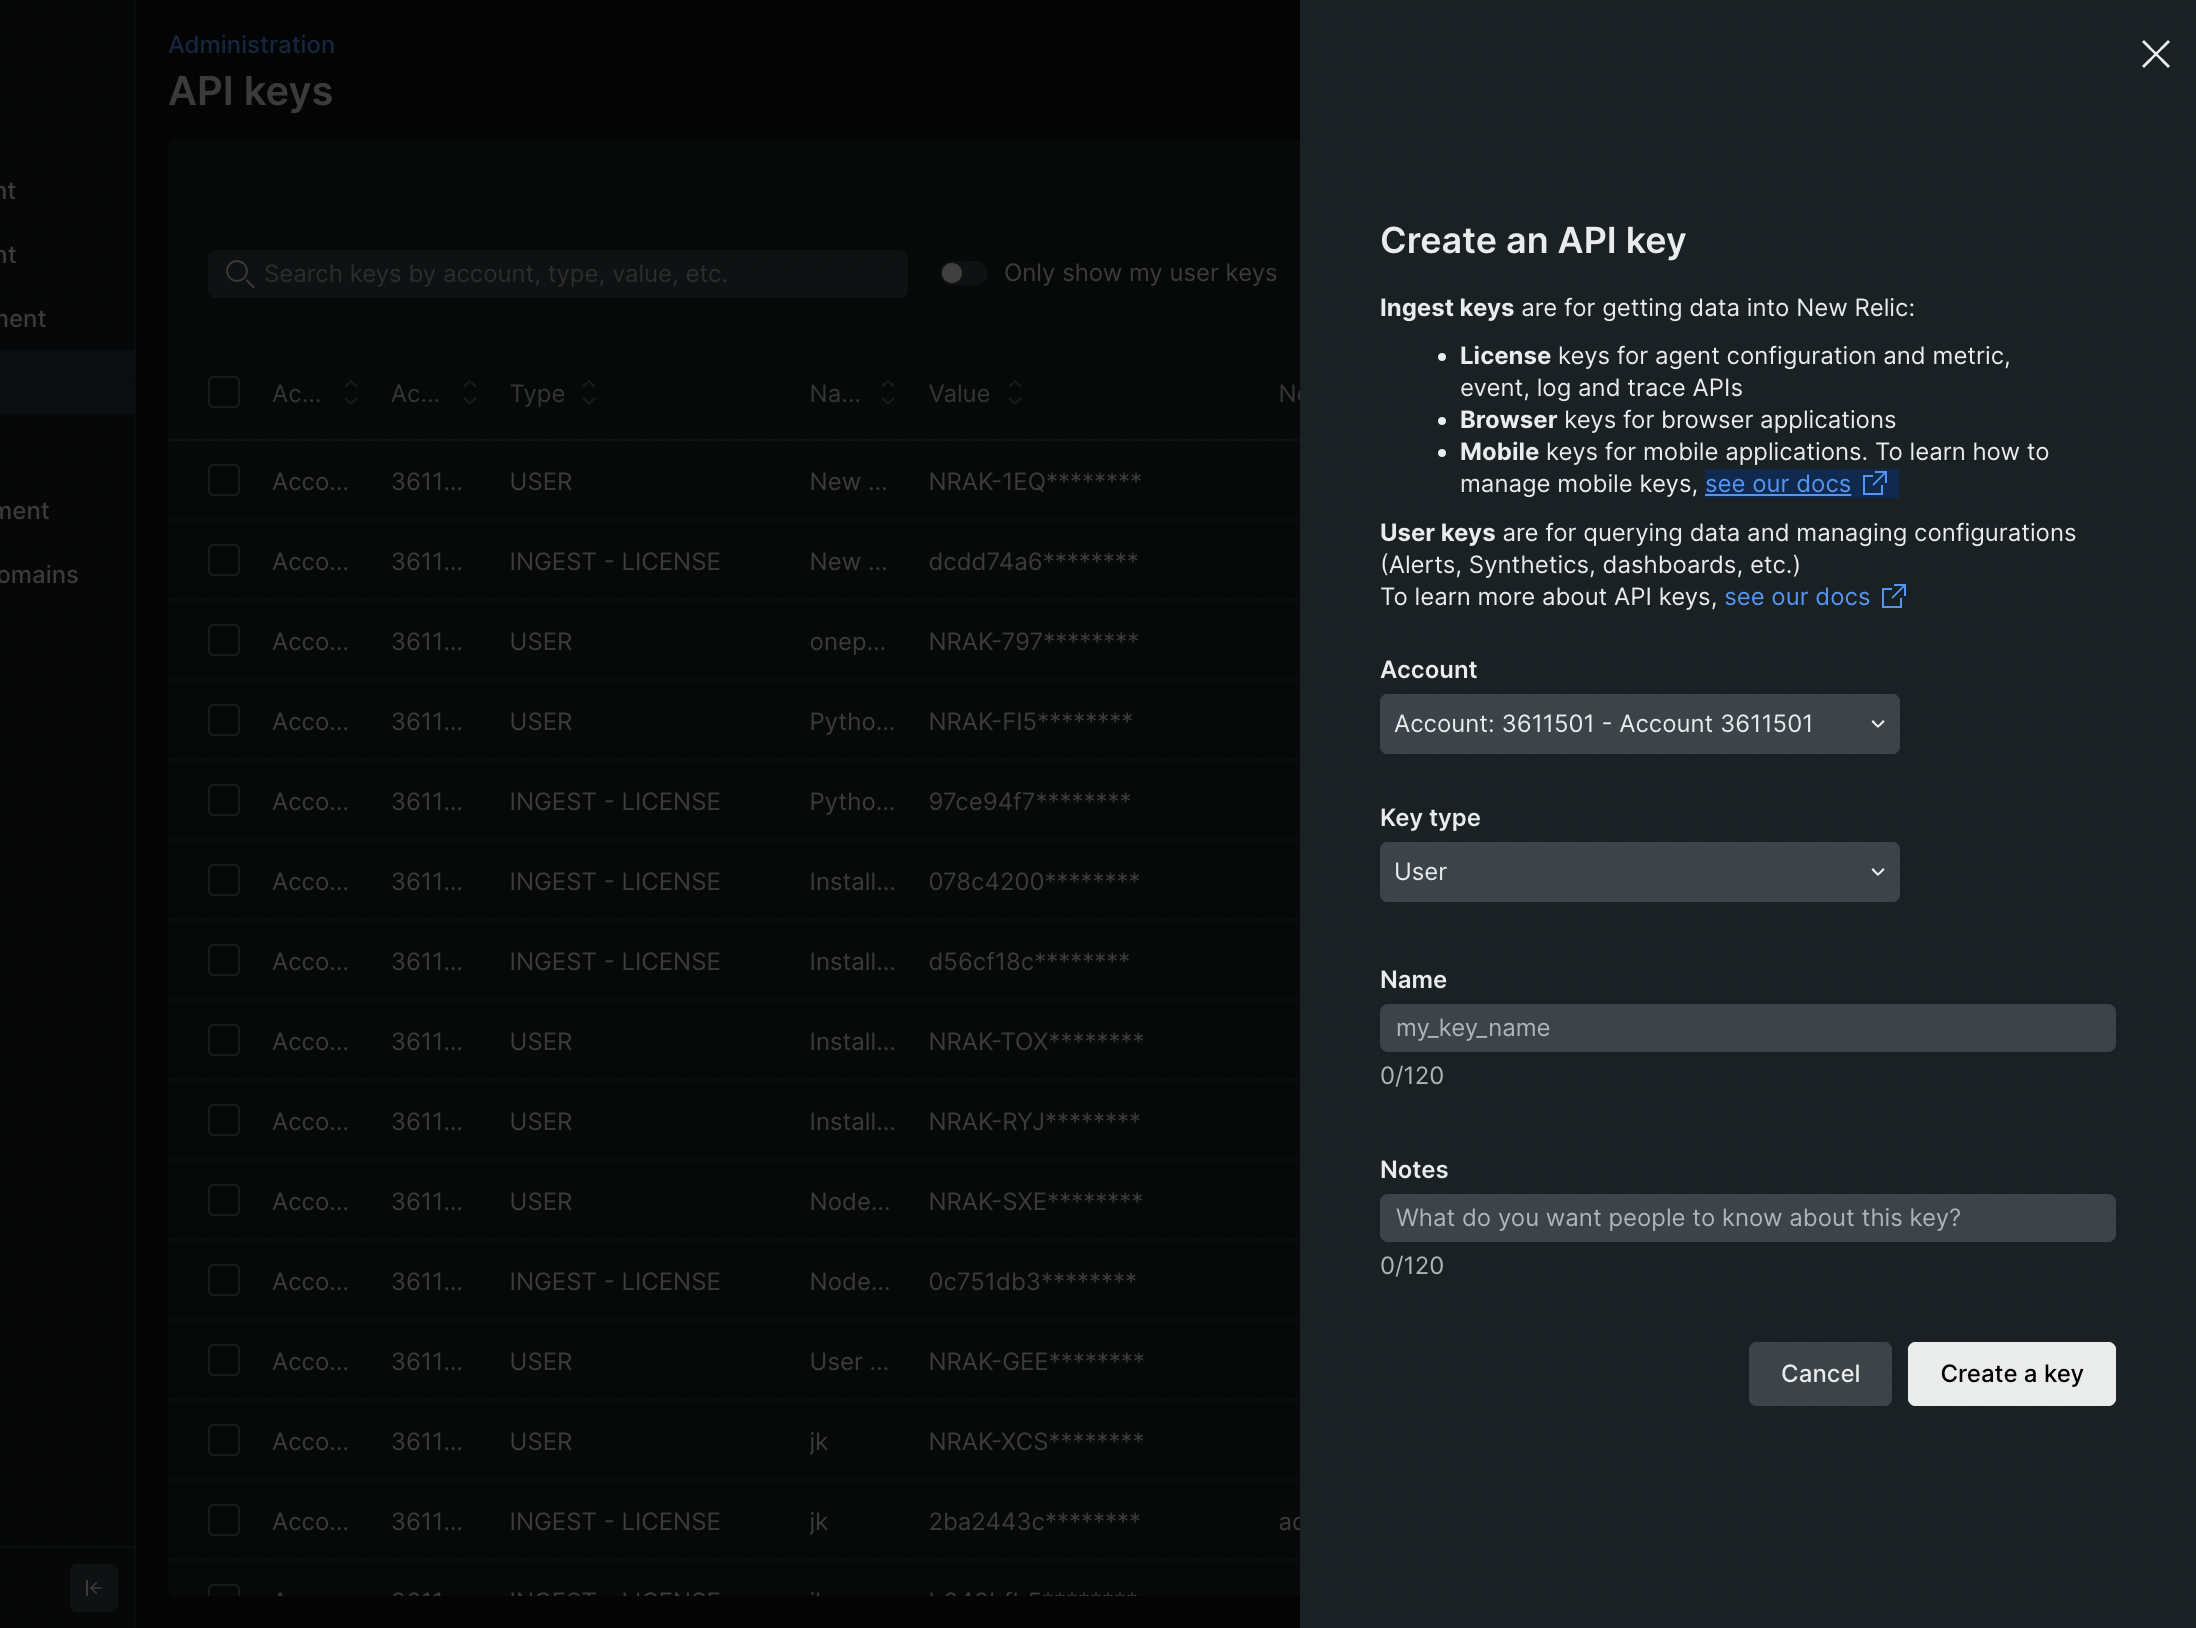 Administration
API keys
nt
nt
ment
ment
omains
Search keys by account, type, value, etc.
Only show my user keys
Ac... Ac... Type Na... Value
Acco... 3611... USER New ... NRAK-1EQ********
Acco... 3611... INGEST - LICENSE New ... dcdd74a6********
Acco... 3611... USER onep... NRAK-797********
Acco... 3611... USER Pytho... NRAK-FI5********
Acco... 3611... INGEST - LICENSE Pytho... 97ce94f7********
Acco... 3611... INGEST - LICENSE Install... 078c4200********
Acco... 3611... INGEST - LICENSE Install... d56cf18c********
Acco... 3611... USER Install... NRAK-TOX********
Acco... 3611... USER Install... NRAK-RYJ********
Acco... 3611... USER Node... NRAK-SXE********
Acco... 3611... INGEST - LICENSE Node... 0c751db3********
Acco... 3611... USER User ... NRAK-GEE********
Acco... 3611... USER jk NRAK-XCS********
Acco... 3611... INGEST - LICENSE jk 2ba2443c********
Create an API key
Ingest keys are for getting data into New Relic:
• License keys for agent configuration and metric,
event, log and trace APIs
• Browser keys for browser applications
• Mobile keys for mobile applications. To learn how to
manage mobile keys, see our docs
User keys are for querying data and managing configurations
(Alerts, Synthetics, dashboards, etc.)
To learn more about API keys, see our docs
Account
Account: 3611501 - Account 3611501
Key type
User
Name
my_key_name
0/120
Notes
What do you want people to know about this key?
0/120
Cancel
Create a key